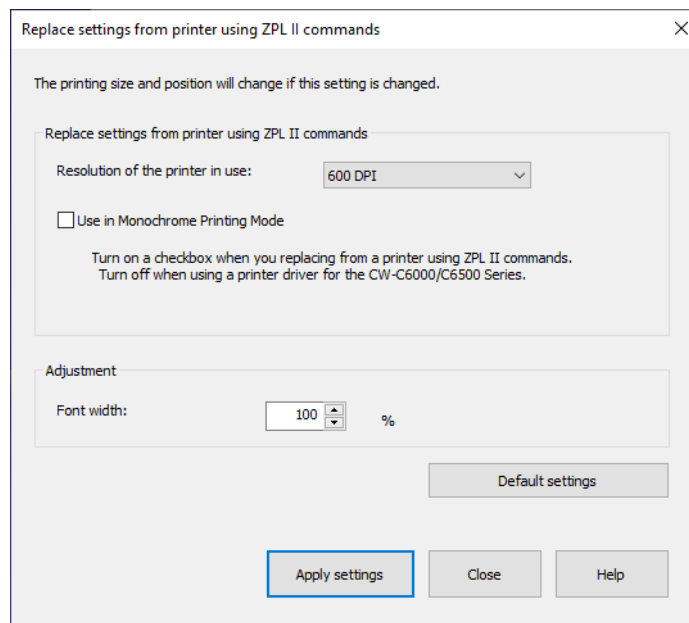 Replace settings from printer using ZPL II commands
The printing size and position will change if this setting is changed.
Replace settings from printer using ZPL II commands
Resolution of the printer in use:
600 DPI
Use in Monochrome Printing Mode
Turn on a checkbox when you replacing from a printer using ZPL II commands.
Turn off when using a printer driver for the CW-C6000/C6500 Series.
Adjustment
Font width:
100
%
Default settings
Apply settings
Close
Help